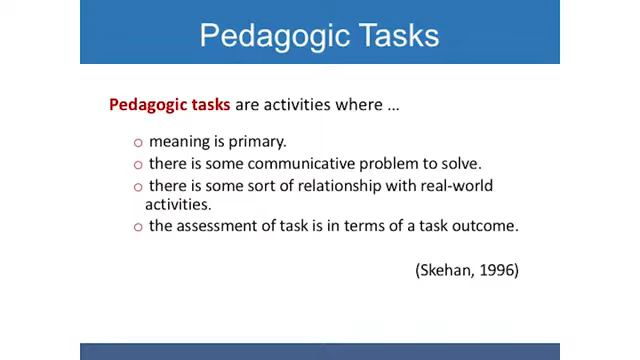 Pedagogic Tasks
Pedagogic tasks are activities where ...
o meaning is primary.
o there is some communicative problem to solve.
o there is some sort of relationship with real-world
activities.
o the assessment of task is in terms of a task outcome.
(Skehan, 1996)